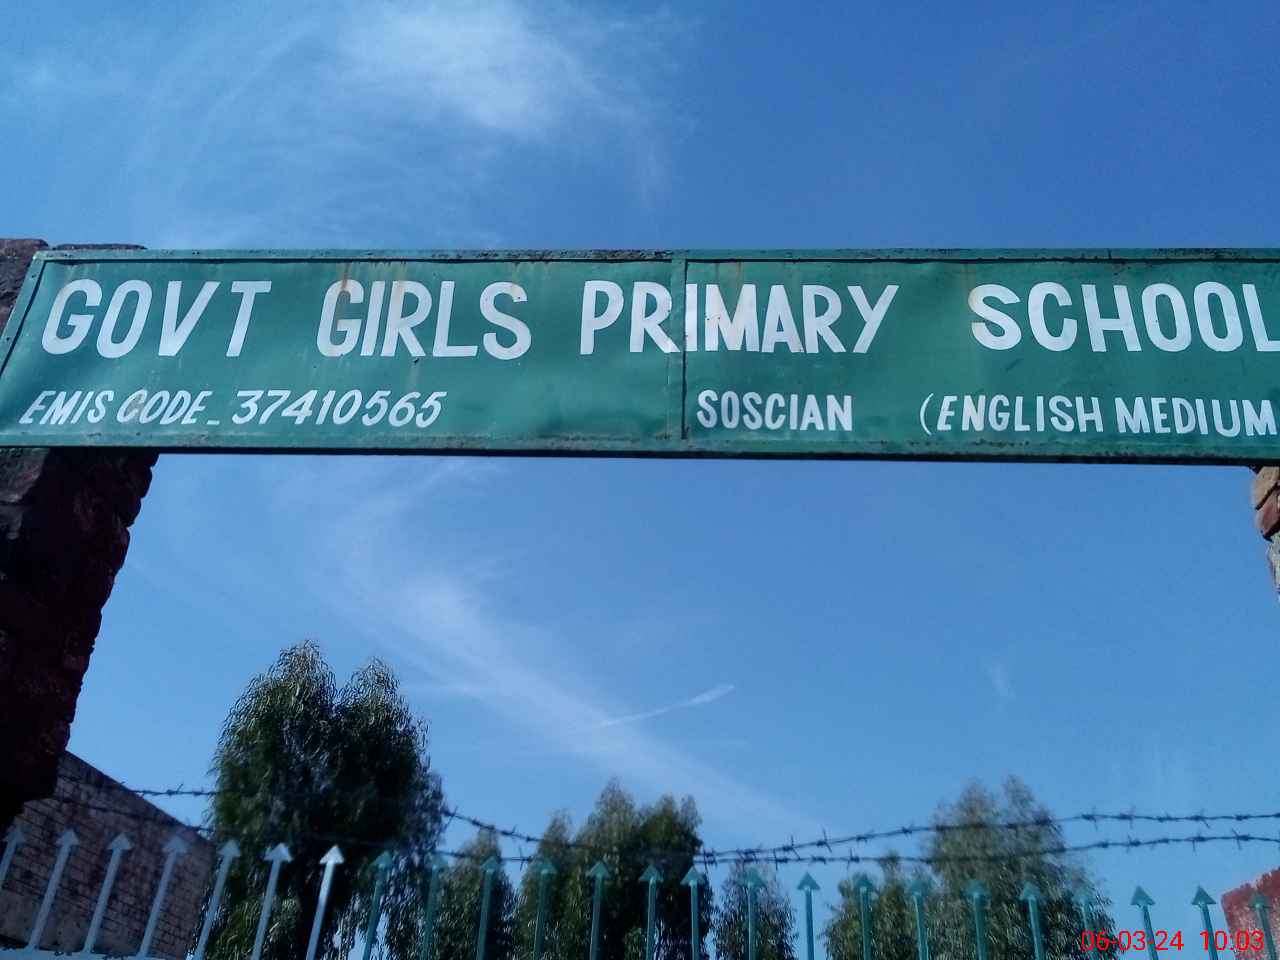 GOVT GIRLS PRIMARY SCHOOL
EMIS CODE_37410565 SOSCIAN (ENGLISH MEDIUM
06-03-24 10:03